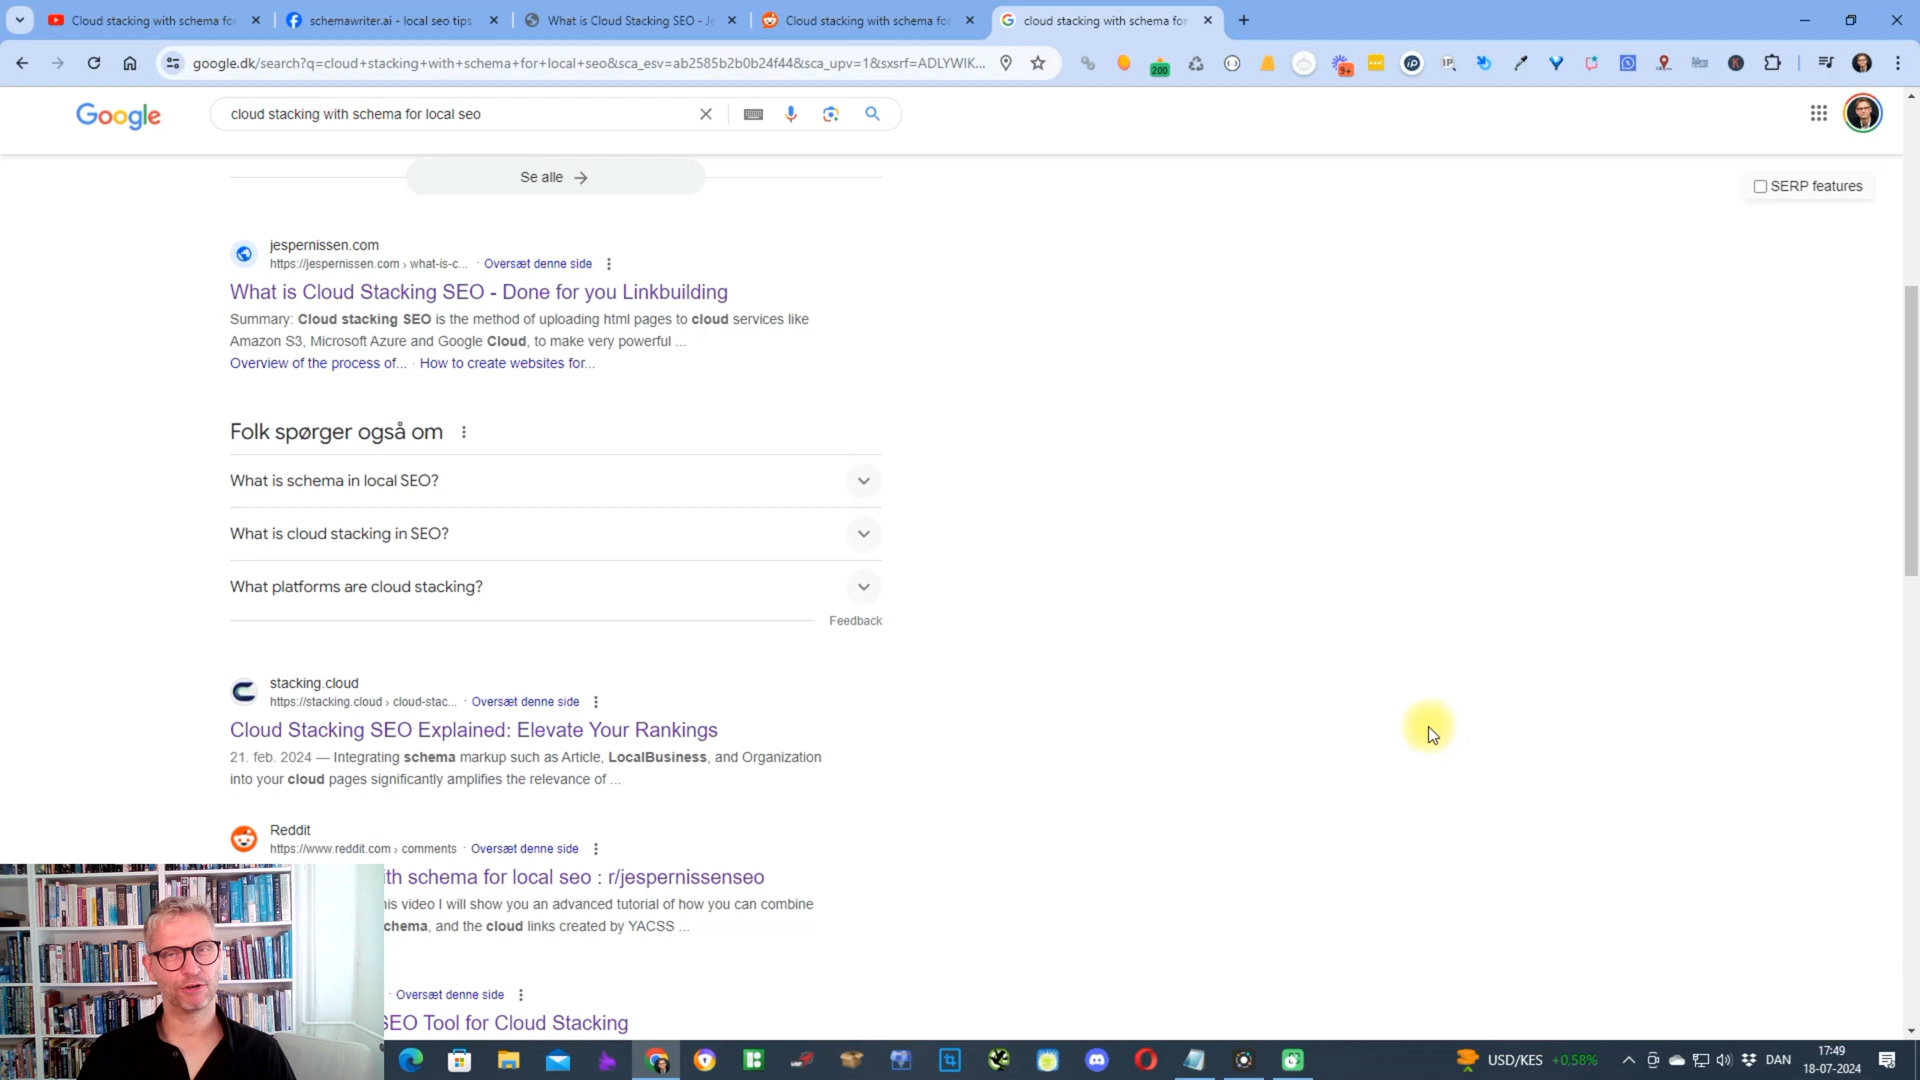 Cloud stacking with schema for
schemawriter.ai - local seo tips
What is Cloud Stacking SEO - Je
Cloud stacking with schema for
cloud stacking with schema for
google.dk/search?q=cloud+stacking+with+schema+for+local+seo&sca_esv=ab2585b2b0b24f44&sca_upv=1&sxsrf=ADLYWIK...
200
9+
Google
cloud stacking with schema for local seo
Se alle
SERP features
jespernissen.com
https://jespernissen.com › what-is-c... · Oversæt denne side
What is Cloud Stacking SEO - Done for you Linkbuilding
Summary: Cloud stacking SEO is the method of uploading html pages to cloud services like
Amazon S3, Microsoft Azure and Google Cloud, to make very powerful ...
Overview of the process of... · How to create websites for...
Folk spørger også om
What is schema in local SEO?
What is cloud stacking in SEO?
What platforms are cloud stacking?
Feedback
stacking.cloud
https://stacking.cloud › cloud-stac... · Oversæt denne side
Cloud Stacking SEO Explained: Elevate Your Rankings
21. feb. 2024 — Integrating schema markup such as Article, LocalBusiness, and Organization
into your cloud pages significantly amplifies the relevance of ...
Reddit
https://www.reddit.com › comments · Oversæt denne side
th schema for local seo : r/jespernissenseo
his video I will show you an advanced tutorial of how you can combine
chema, and the cloud links created by YACSS ...
· Oversæt denne side
SEO Tool for Cloud Stacking
USD/KES +0,58%
DAN
17:49
18-07-2024